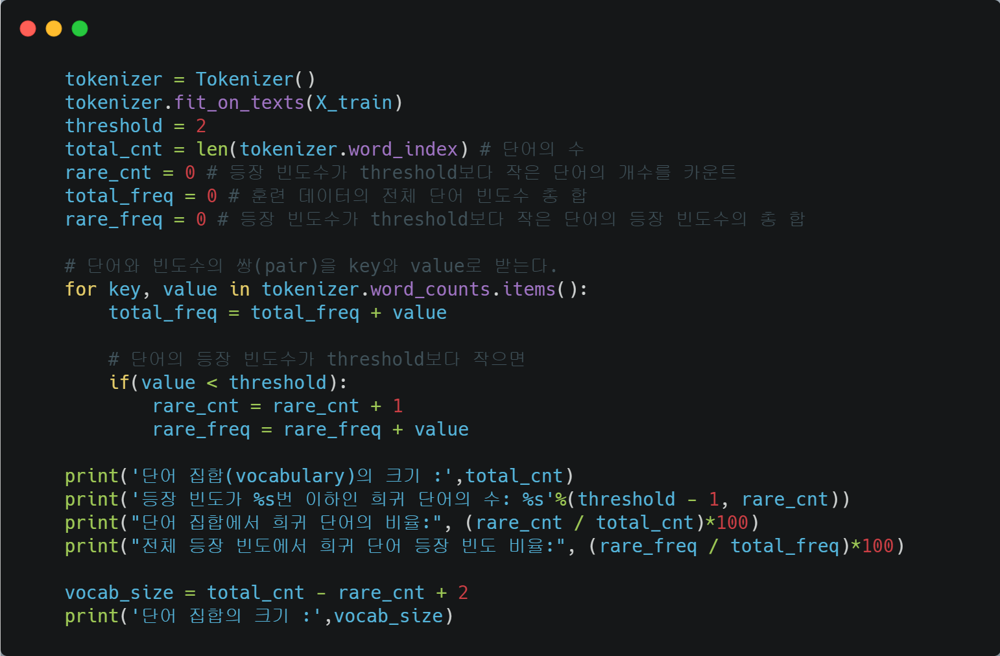 tokenizer = Tokenizer()
tokenizer.fit_on_texts(X_train)
threshold = 2
total_cnt = len(tokenizer.word_index) # 단어의 수
rare_cnt = 0 # 등장 빈도수가 threshold보다 작은 단어의 개수를 카운트
total_freq = 0 # 훈련 데이터의 전체 단어 빈도수 총 합
rare_freq = 0 # 등장 빈도수가 threshold보다 작은 단어의 등장 빈도수의 총 합

# 단어와 빈도수의 쌍(pair)을 key와 value로 받는다.
for key, value in tokenizer.word_counts.items():
    total_freq = total_freq + value

    # 단어의 등장 빈도수가 threshold보다 작으면
    if(value < threshold):
        rare_cnt = rare_cnt + 1
        rare_freq = rare_freq + value

print('단어 집합(vocabulary)의 크기 :',total_cnt)
print('등장 빈도가 %s번 이하인 희귀 단어의 수: %s'%(threshold - 1, rare_cnt))
print("단어 집합에서 희귀 단어의 비율:", (rare_cnt / total_cnt)*100)
print("전체 등장 빈도에서 희귀 단어 등장 빈도 비율:", (rare_freq / total_freq)*100)

vocab_size = total_cnt - rare_cnt + 2
print('단어 집합의 크기 :',vocab_size)